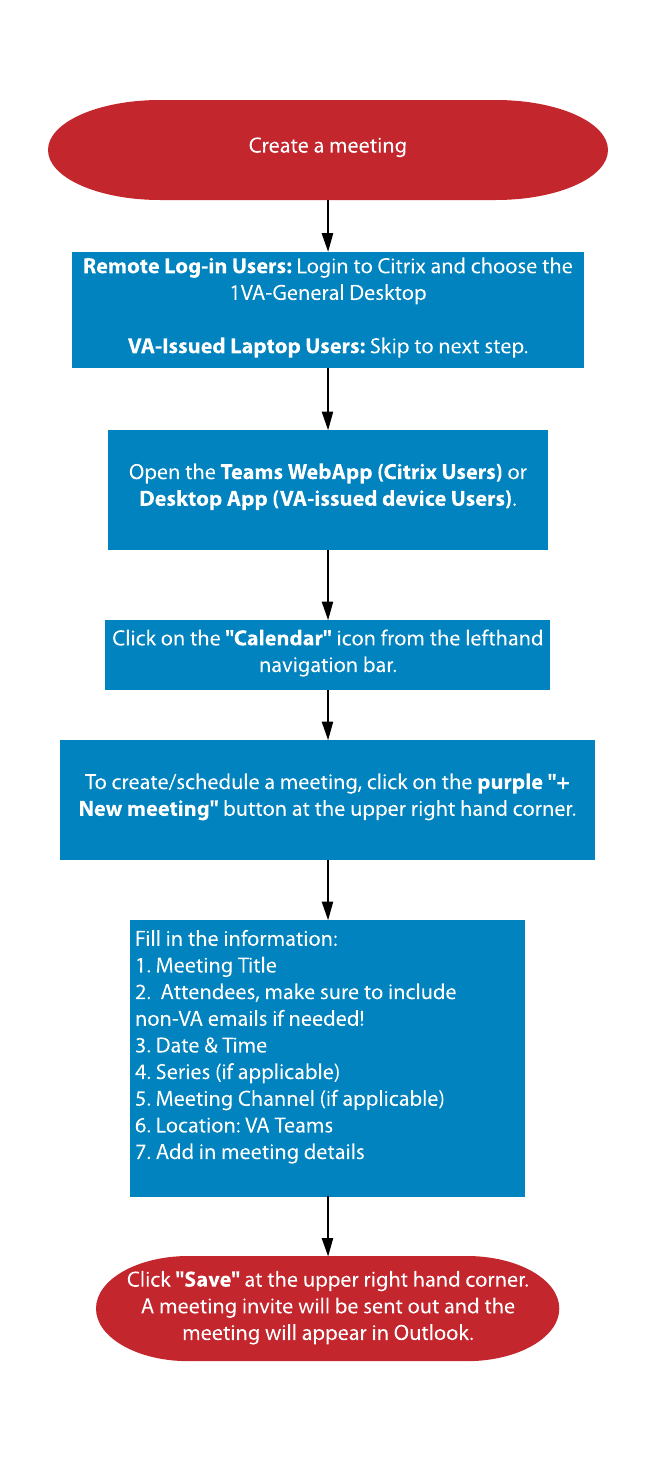 Create a meeting
Remote Log-in Users: Login to Citrix and choose the
1VA-General Desktop
VA-Issued Laptop Users: Skip to next step.
Open the Teams WebApp (Citrix Users) or
Desktop App (VA-issued device Users).
Click on the "Calendar" icon from the lefthand
navigation bar.
To create/schedule a meeting, click on the purple "+
New meeting" button at the upper right hand corner.
Fill in the information:
1. Meeting Title
2.  Attendees, make sure to include
non-VA emails if needed!
3. Date & Time
4. Series (if applicable)
5. Meeting Channel (if applicable)
6. Location: VA Teams
7. Add in meeting details
Click "Save" at the upper right hand corner.
A meeting invite will be sent out and the
meeting will appear in Outlook.